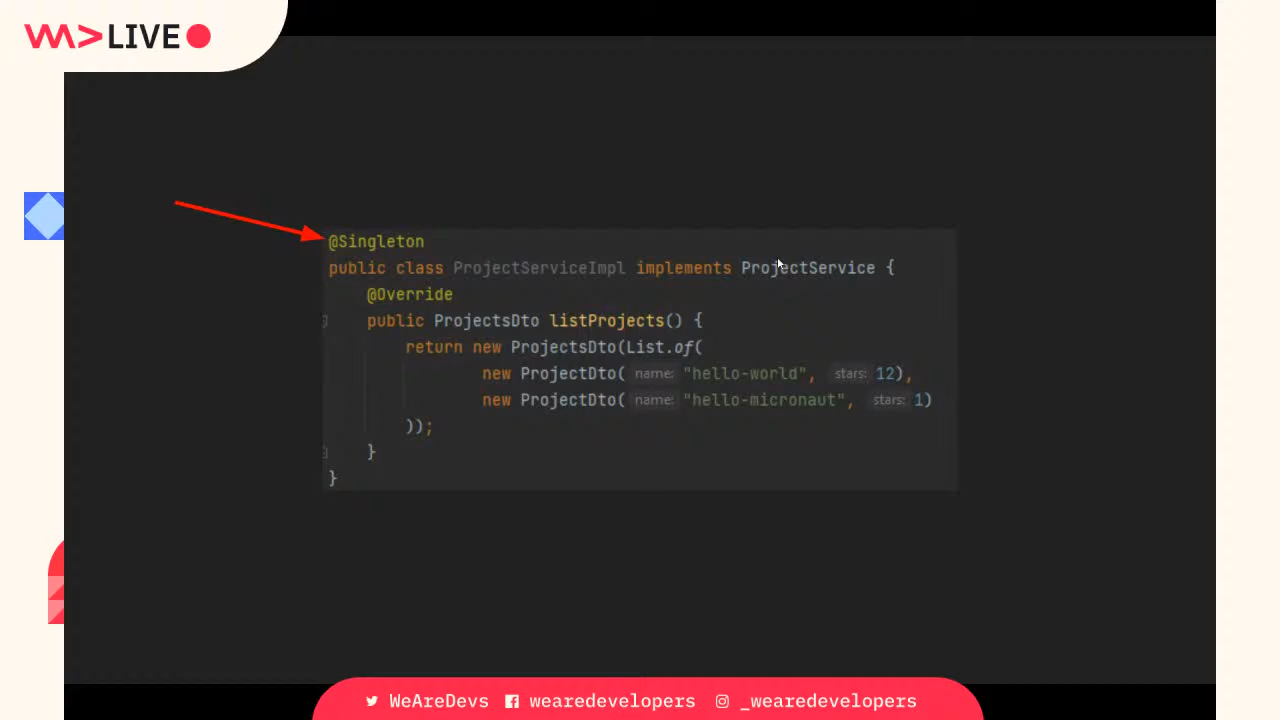 WA>LIVE
@Singleton
public class ProjectServiceImpl implements ProjectService {
@Override
public ProjectsDto listProjects() {
return new ProjectsDto(List.of(
new ProjectDto( name: "hello-world", stars: 12),
new ProjectDto( name: "hello-micronaut", stars: 1)
));
}
}
WeAreDevs wearedevelopers _wearedevelopers